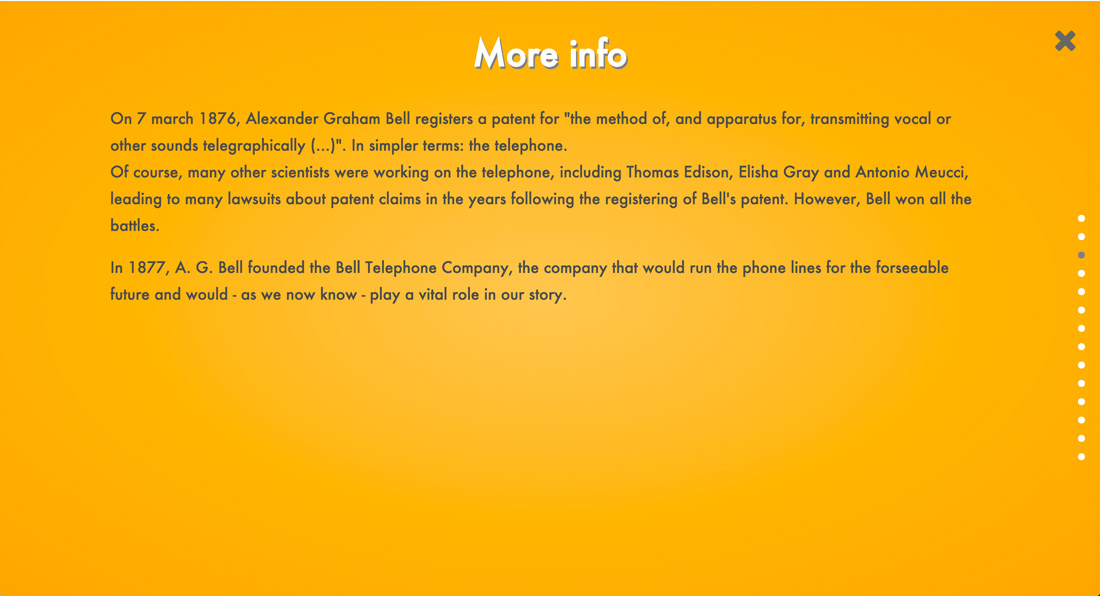 More info
On 7 march 1876, Alexander Graham Bell registers a patent for "the method of, and apparatus for, transmitting vocal or
other sounds telegraphically (...)". In simpler terms: the telephone.
Of course, many other scientists were working on the telephone, including Thomas Edison, Elisha Gray and Antonio Meucci,
leading to many lawsuits about patent claims in the years following the registering of Bell's patent. However, Bell won all the
battles.
In 1877, A. G. Bell founded the Bell Telephone Company, the company that would run the phone lines for the forseeable
future and would - as we now know - play a vital role in our story.